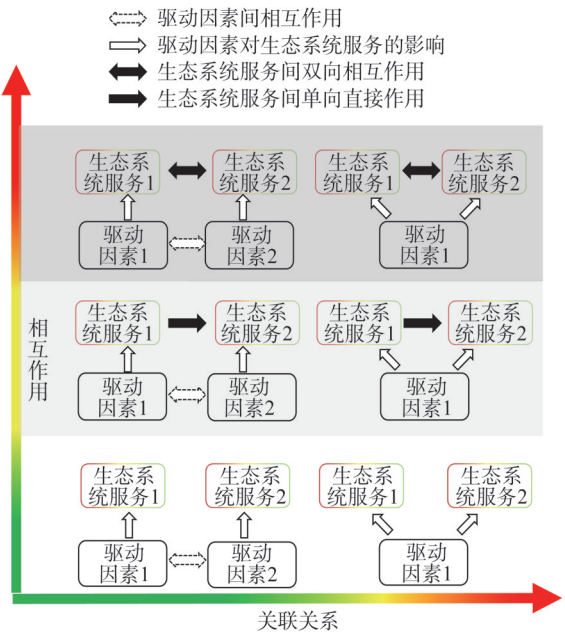 驱动因素间相互作用
驱动因素对生态系统服务的影响
生态系统服务间双向相互作用
生态系统服务间单向直接作用
生态系
统服务1
生态系
统服务2
生态系
统服务1
生态系
统服务2
驱动
因素1
驱动
因素2
驱动
因素1
相互作用
生态系
统服务1
生态系
统服务2
生态系
统服务1
生态系
统服务2
驱动
因素1
驱动
因素2
驱动
因素1
生态系
统服务1
生态系
统服务2
生态系
统服务1
生态系
统服务2
驱动
因素1
驱动
因素2
驱动
因素1
关联关系